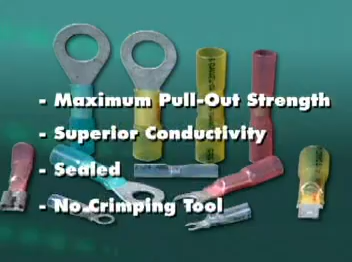 - Maximum Pull-Out Strength
- Superior Conductivity
- Sealed
- No Crimping Tool